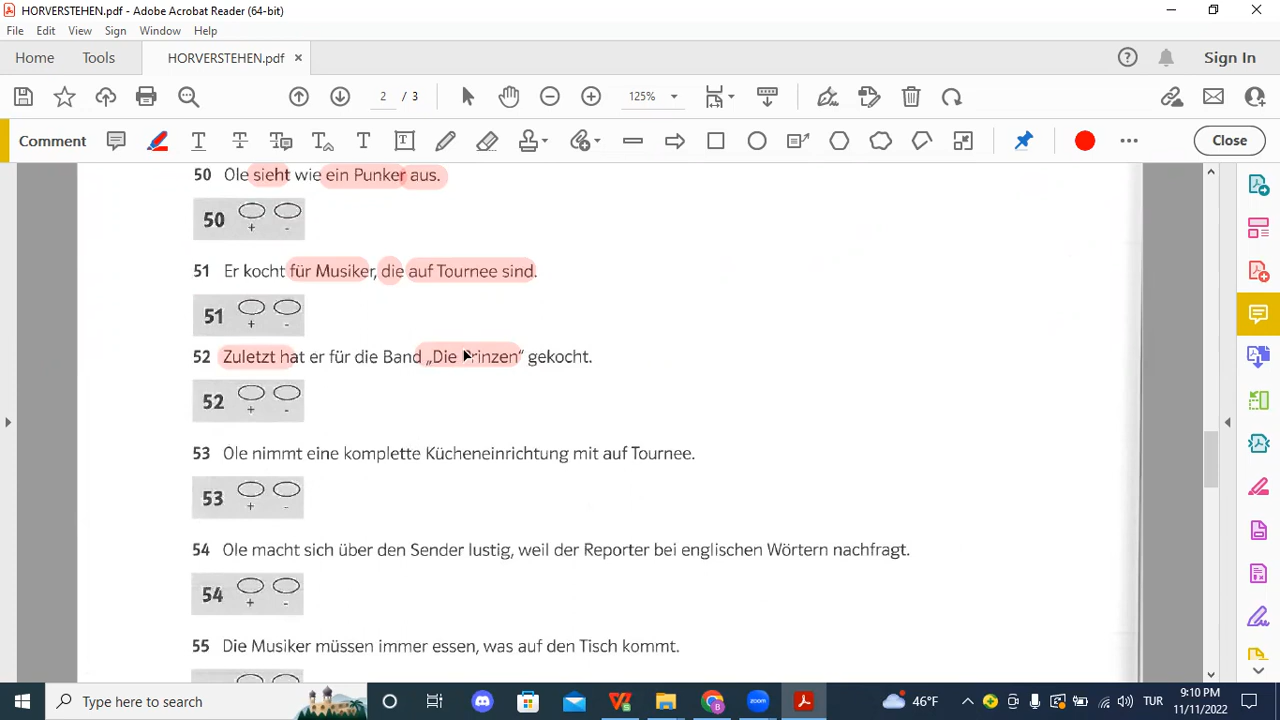 HORVERSTEHEN.pdf - Adobe Acrobat Reader (64-bit)
File Edit View Sign Window Help
Home Tools HORVERSTEHEN.pdf × Sign In
2 / 3 125%
Comment Close
50 Ole sieht wie ein Punker aus.
50 + -
51 Er kocht für Musiker, die auf Tournee sind.
51 + -
52 Zuletzt hat er für die Band „Die Prinzen“ gekocht.
52 + -
53 Ole nimmt eine komplette Kücheneinrichtung mit auf Tournee.
53 + -
54 Ole macht sich über den Sender lustig, weil der Reporter bei englischen Wörtern nachfragt.
54 + -
55 Die Musiker müssen immer essen, was auf den Tisch kommt.
Type here to search zoom 46°F TUR 9:10 PM
11/11/2022